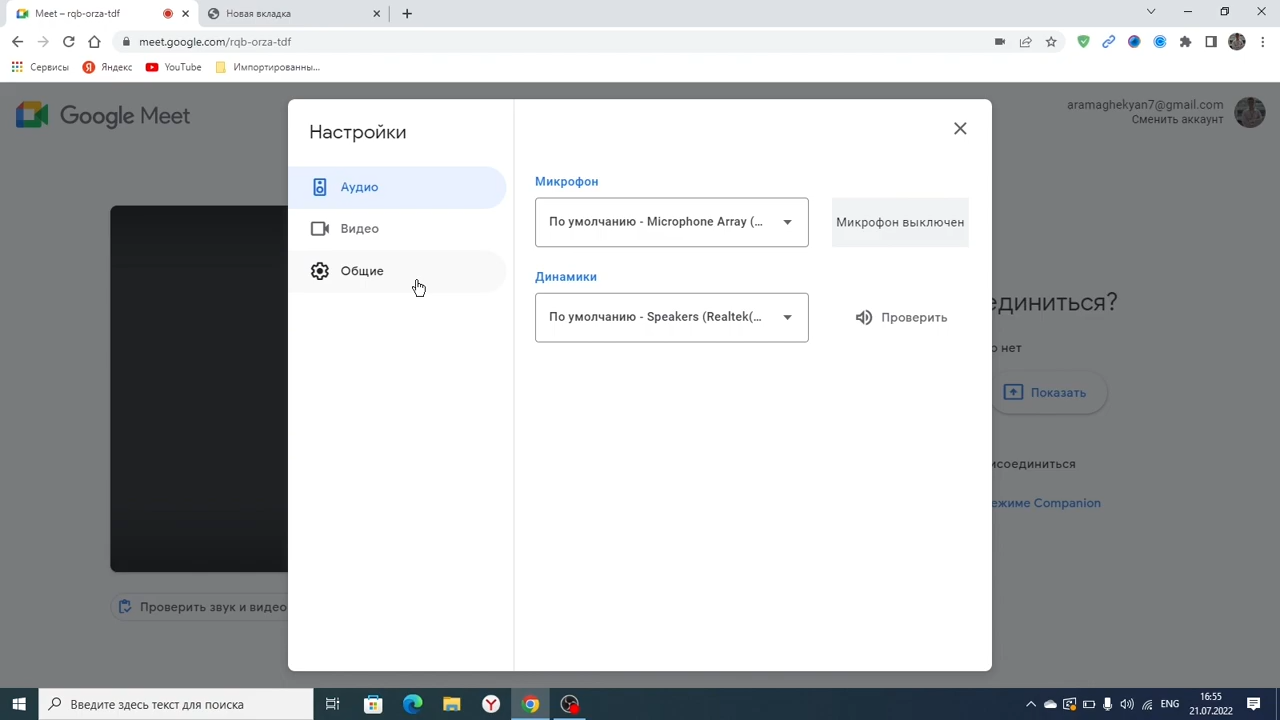 Meet – rqb-orza-tdf
Новая вкладка
meet.google.com/rqb-orza-tdf
Сервисы
Яндекс
YouTube
Импортированны...
Google Meet
aramaghekyan7@gmail.com
Сменить аккаунт
Настройки
Аудио
Видео
Общие
Микрофон
По умолчанию - Microphone Array (...
Микрофон выключен
Динамики
По умолчанию - Speakers (Realtek(...
Проверить
единиться?
о нет
Показать
исоединиться
ежиме Companion
Проверить звук и видео
Введите здесь текст для поиска
ENG
16:55
21.07.2022